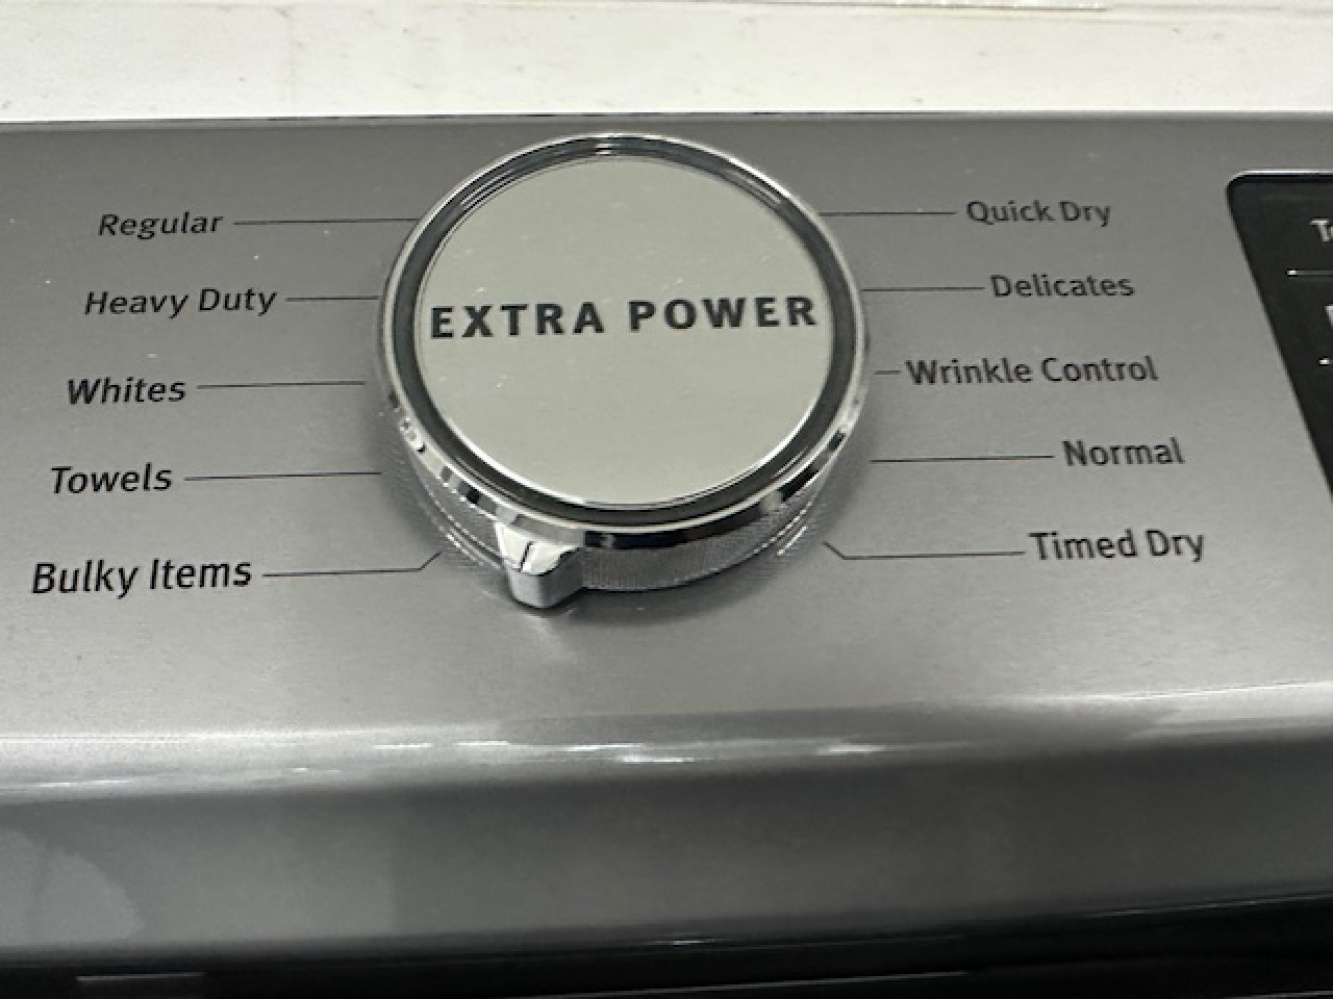 Regular
Heavy Duty
Whites
Towels
Bulky Items
EXTRA POWER
Quick Dry
Delicates
Wrinkle Control
Normal
Timed Dry